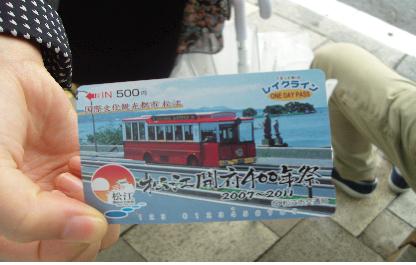 IN 500円
国際文化観光都市 松江
レイクライン
ONE DAY PASS
松江
松江開府400年祭
2007～2011